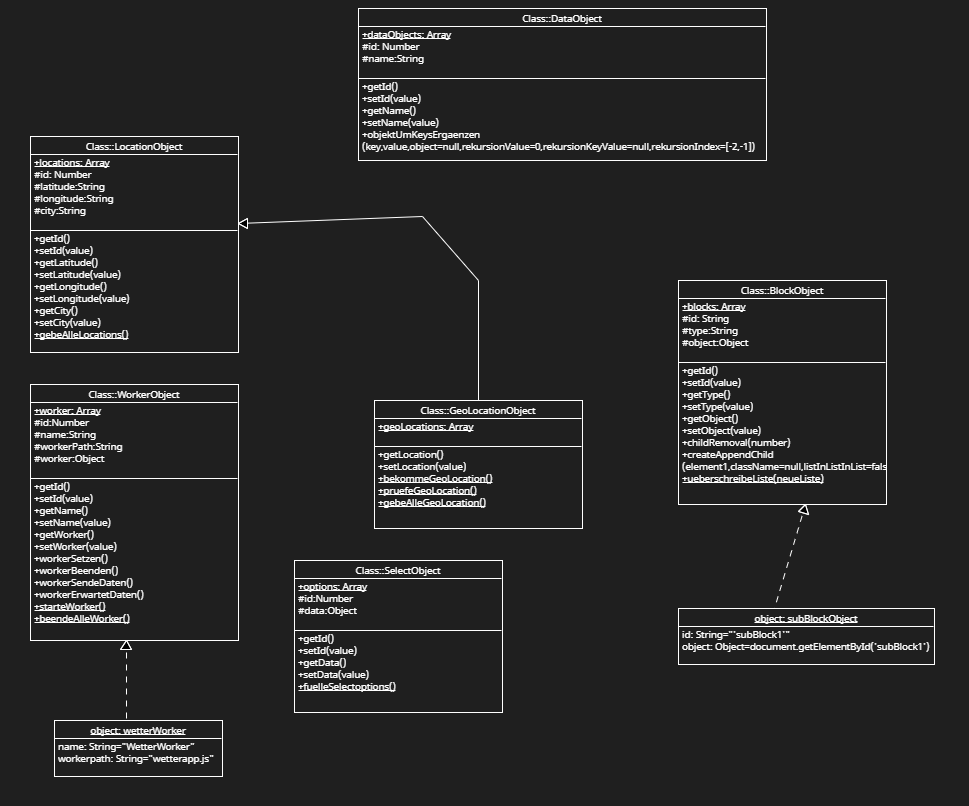 Class::DataObject
+dataObjects: Array
#id: Number
#name:String
+getId()
+setId(value)
+getName()
+setName(value)
+objektUmKeysErgaenzen
(key,value,object=null,rekursionValue=0,rekursionKeyValue=null,rekursionIndex=[-2,-1])
Class::LocationObject
+locations: Array
#id: Number
#latitude:String
#longitude:String
#city:String
+getId()
+setId(value)
+getLatitude()
+setLatitude(value)
+getLongitude()
+setLongitude(value)
+getCity()
+setCity(value)
+gebeAlleLocations()
Class::BlockObject
+blocks: Array
#id: String
#type:String
#object:Object
+getId()
+setId(value)
+getType()
+setType(value)
+getObject()
+setObject(value)
+childRemoval(number)
+createAppendChild
(element1,className=null,listInListInList=fals
+ueberschreibeListe(neueListe)
Class::WorkerObject
+worker: Array
#id:Number
#name:String
#workerPath:String
#worker:Object
+getId()
+setId(value)
+getName()
+setName(value)
+getWorker()
+setWorker(value)
+workerSetzen()
+workerBeenden()
+workerSendeDaten()
+workerErwartetDaten()
+starteWorker()
+beendeAlleWorker()
Class::GeoLocationObject
+geoLocations: Array
+getLocation()
+setLocation(value)
+bekommeGeoLocation()
+pruefeGeoLocation()
+gebeAlleGeoLocation()
Class::SelectObject
+options: Array
#id:Number
#data:Object
+getId()
+setId(value)
+getData()
+setData(value)
+fuelleSelectoptions()
object: subBlockObject
id: String="'subBlock1'"
object: Object=document.getElementById('subBlock1')
object: wetterWorker
name: String="WetterWorker"
workerpath: String="wetterapp.js"